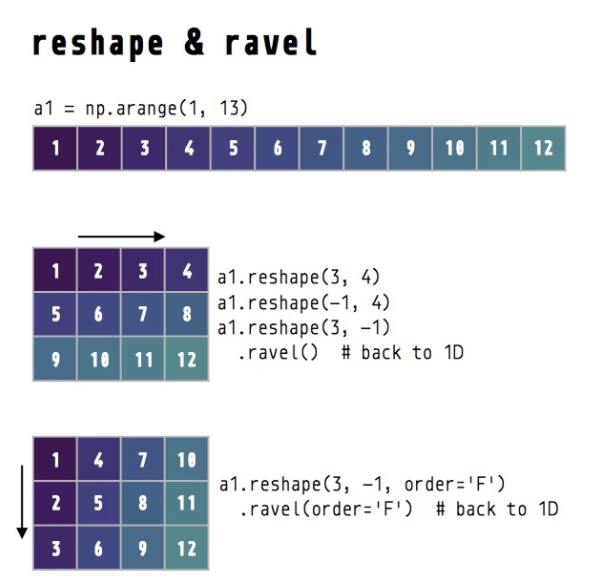 reshape & ravel
a1 = np.arange(1, 13)
1 2 3 4 5 6 7 8 9 10 11 12
1 2 3 4
5 6 7 8
9 10 11 12
a1.reshape(3, 4)
a1.reshape(-1, 4)
a1.reshape(3, -1)
.ravel()  # back to 1D
1 4 7 10
2 5 8 11
3 6 9 12
a1.reshape(3, -1, order='F')
.ravel(order='F')  # back to 1D